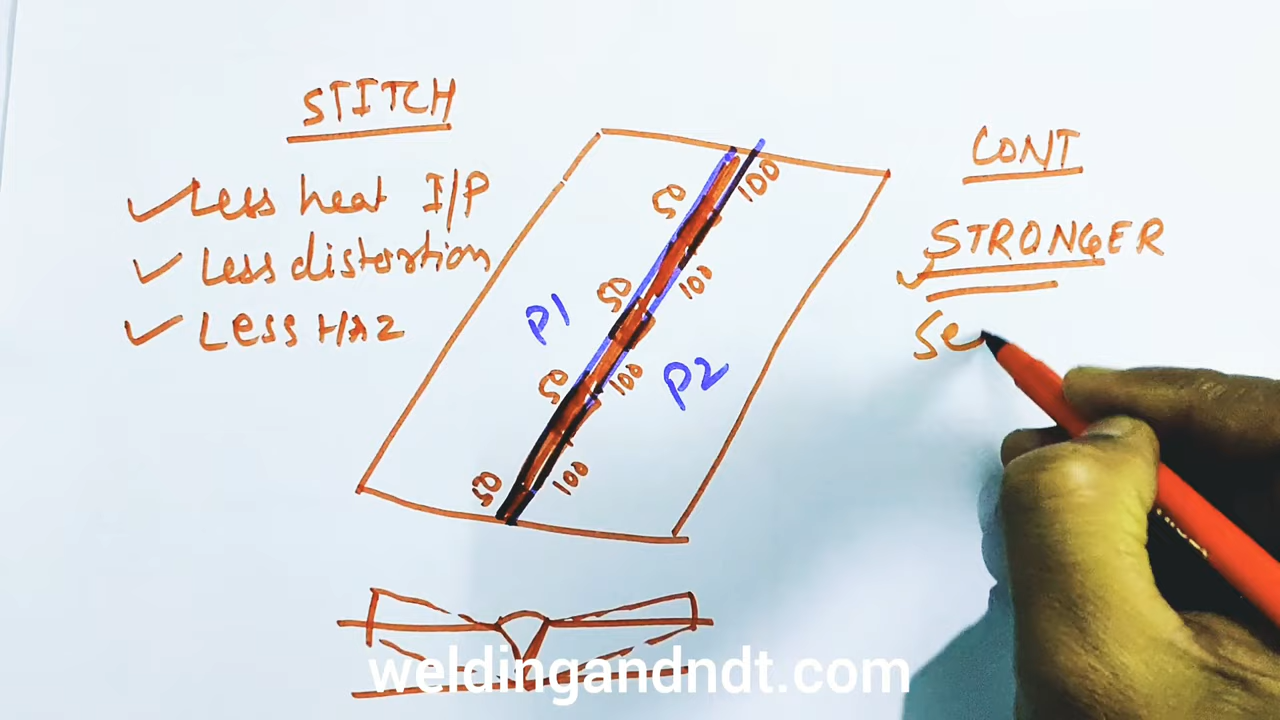 STITCH
Less heat I/P
Less distortion
Less HAZ
50
100
50
100
50
100
50
100
P1
P2
CONT
STRONGER
Se
weldingandndt.com